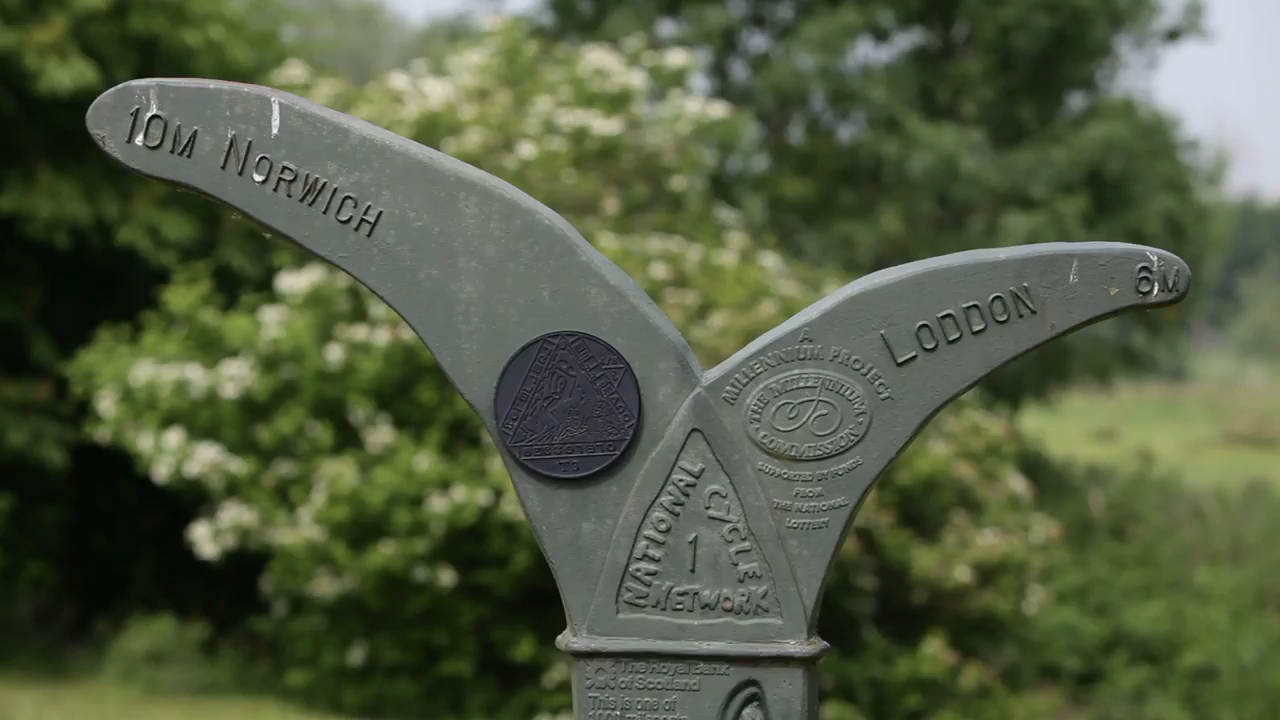 10M NORWICH
LODDON 6M
A
MILLENNIUM PROJECT
THE MILLENNIUM
COMMISSION
SUPPORTED BY FUNDS
FROM
THE NATIONAL
LOTTERY
NATIONAL
CYCLE
1
NETWORK
T3
The Royal Bank
of Scotland
This is one of